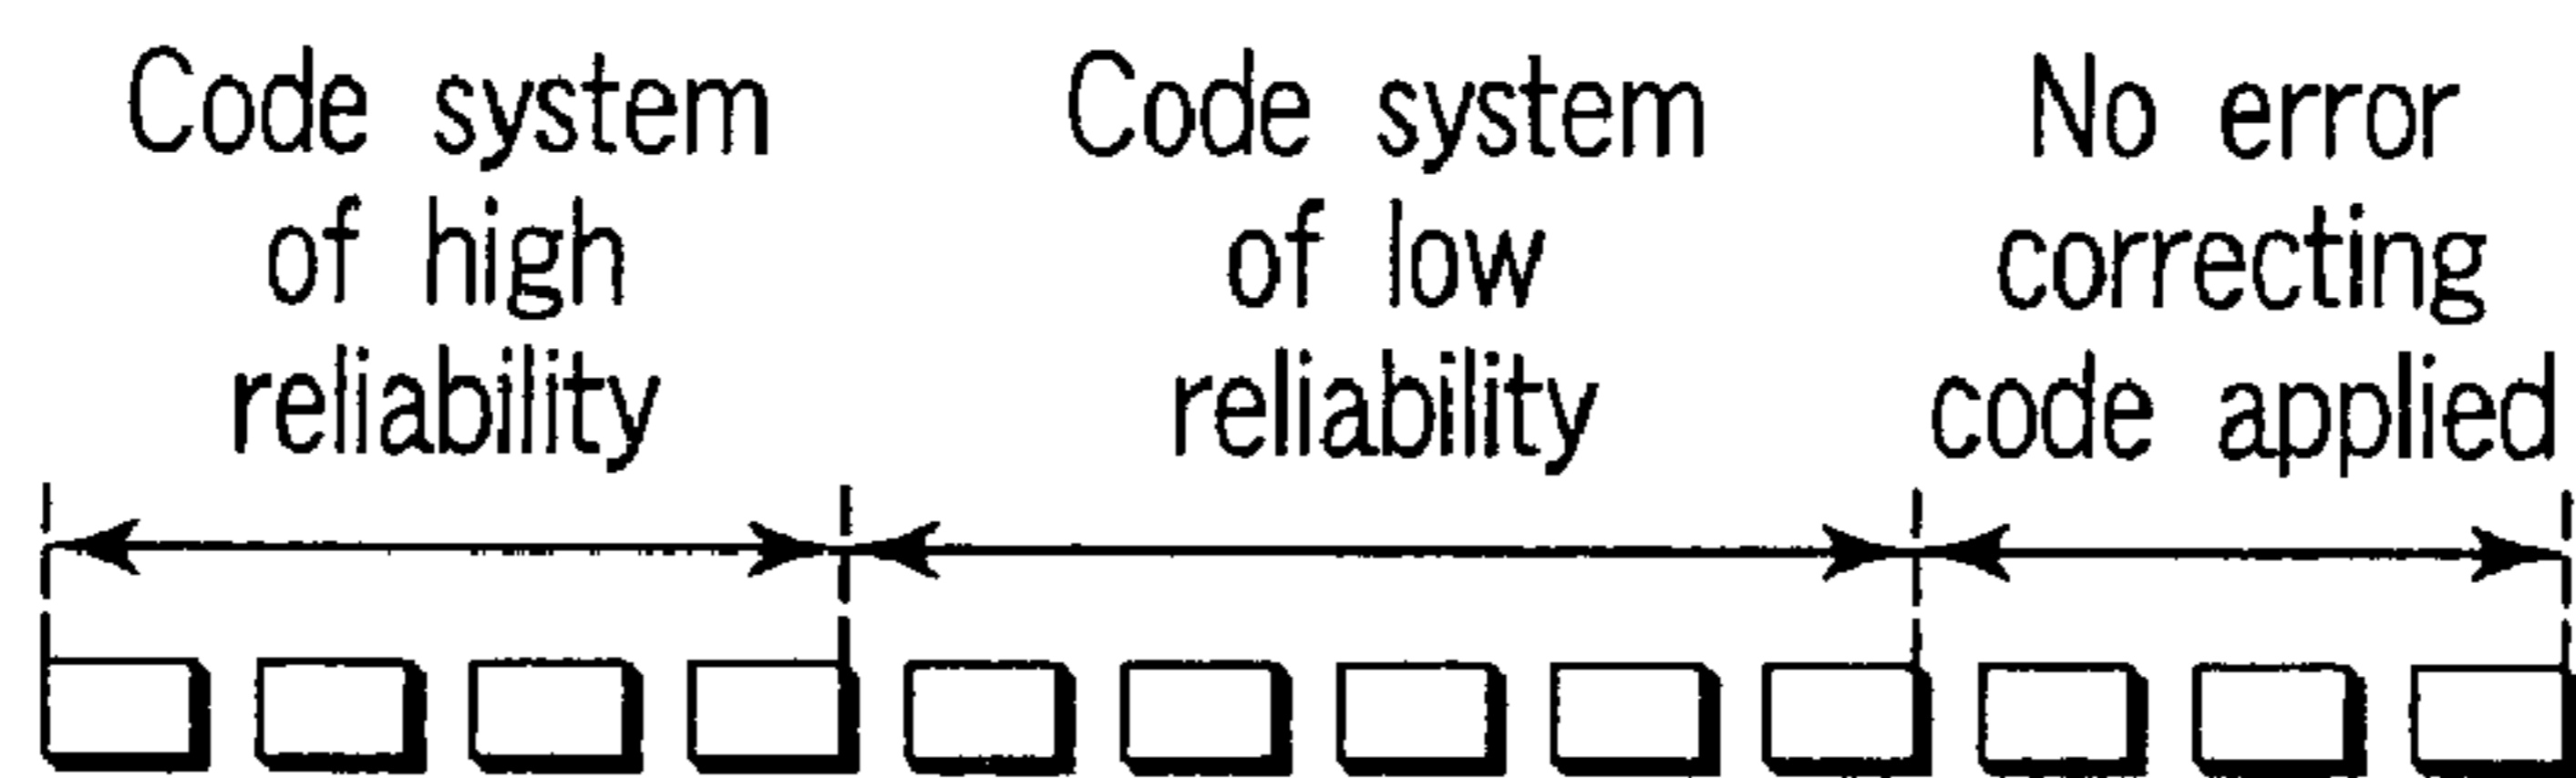 Code system
of high
reliability
Code system
of low
reliability
No error
correcting
code applied